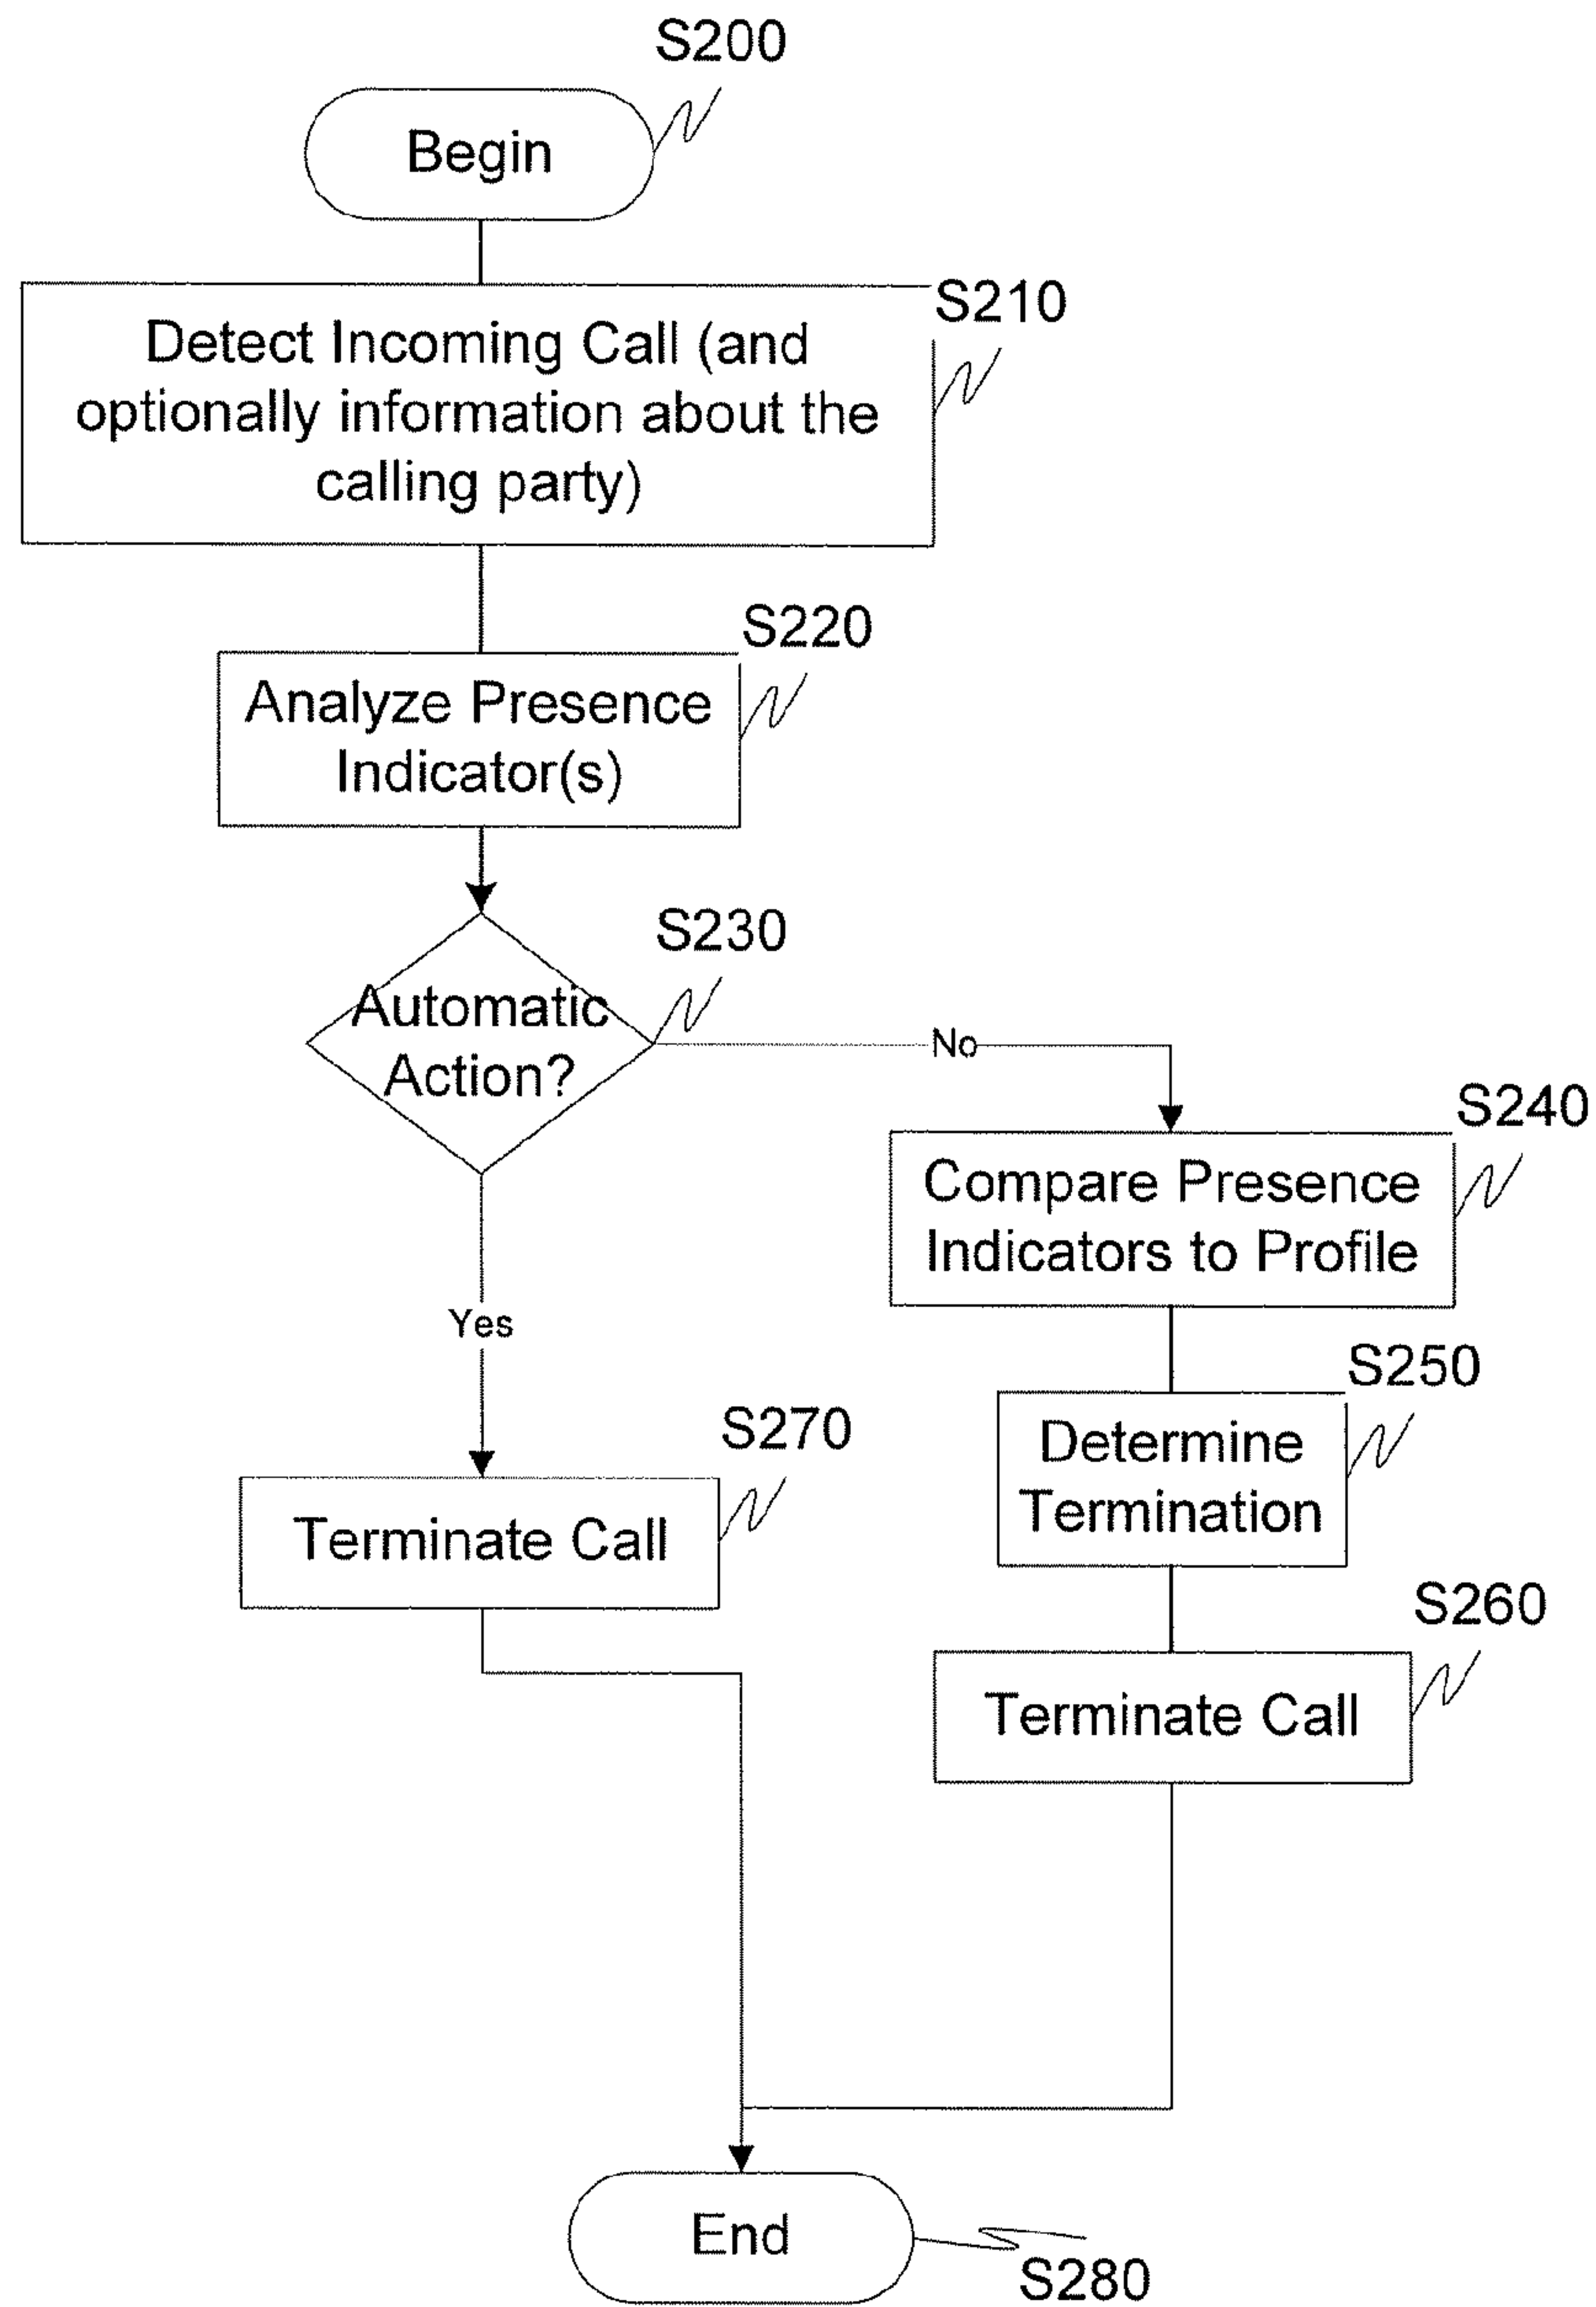 S200
Begin
S210
Detect Incoming Call (and
optionally information about the
calling party)
S220
Analyze Presence
Indicator(s)
S230
Automatic
Action?
No
S240
Compare Presence
Indicators to Profile
Yes
S250
Determine
Termination
S270
Terminate Call
S260
Terminate Call
End
S280